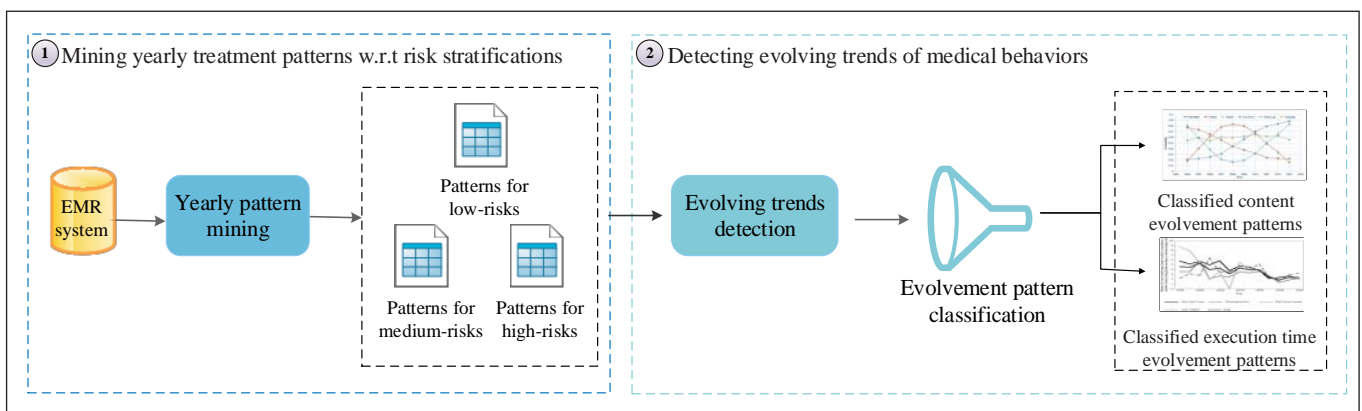 1 Mining yearly treatment patterns w.r.t risk stratifications
EMR
system
Yearly pattern
mining
Patterns for
low-risks
Patterns for
medium-risks
Patterns for
high-risks
2 Detecting evolving trends of medical behaviors
Evolving trends
detection
Evolvement pattern
classification
Classified content
evolvement patterns
Classified execution time
evolvement patterns